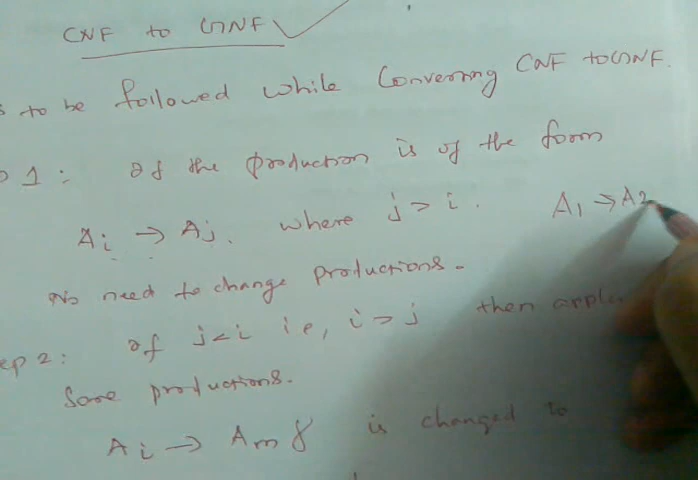 CNF to GNF
to be followed while Converting CNF to GNF.
1: If the production is of the form
Ai → Aj. where j > i. A1 → A2
No need to change productions.
2: If j<i ie, i>j then
Some productions.
Ai → Am γ is changed to